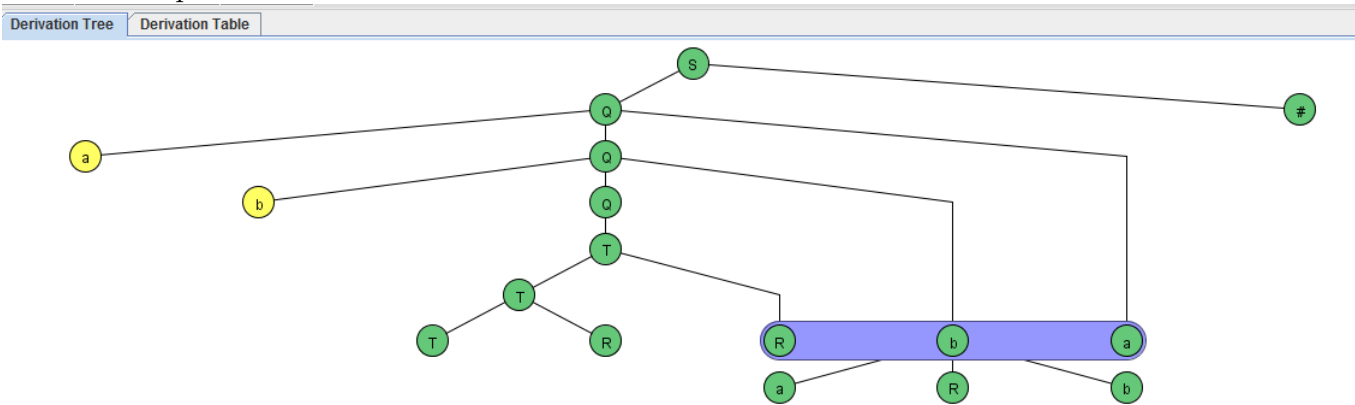 Derivation Tree Derivation Table
S
Q #
a Q
b Q
T
T
T R R b a
a R b